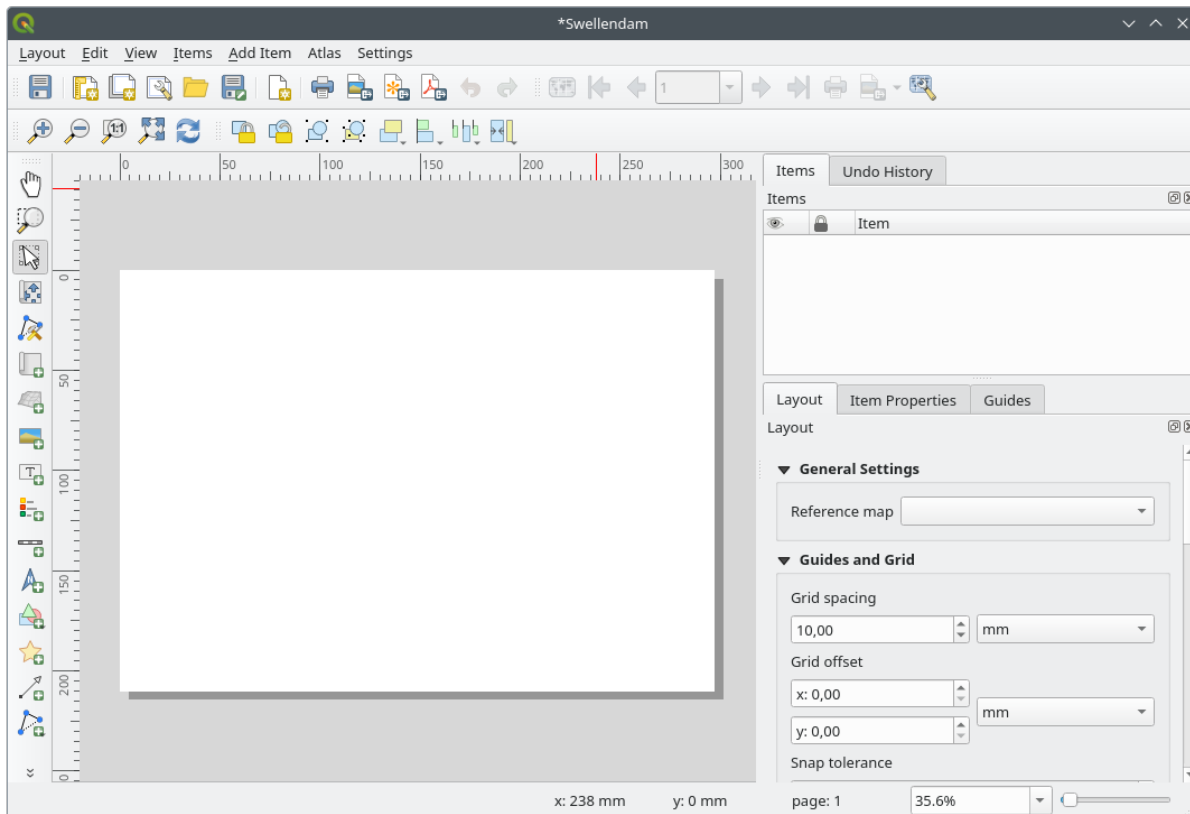 *Swellendam
Layout Edit View Items Add Item Atlas Settings
1
1:1
0 50 100 150 200 250 300
0
50
100
150
200
Items Undo History
Items
Item
Layout Item Properties Guides
Layout
General Settings
Reference map
Guides and Grid
Grid spacing
10,00 mm
Grid offset
x: 0,00
mm
y: 0,00
Snap tolerance
x: 238 mm y: 0 mm page: 1 35.6%